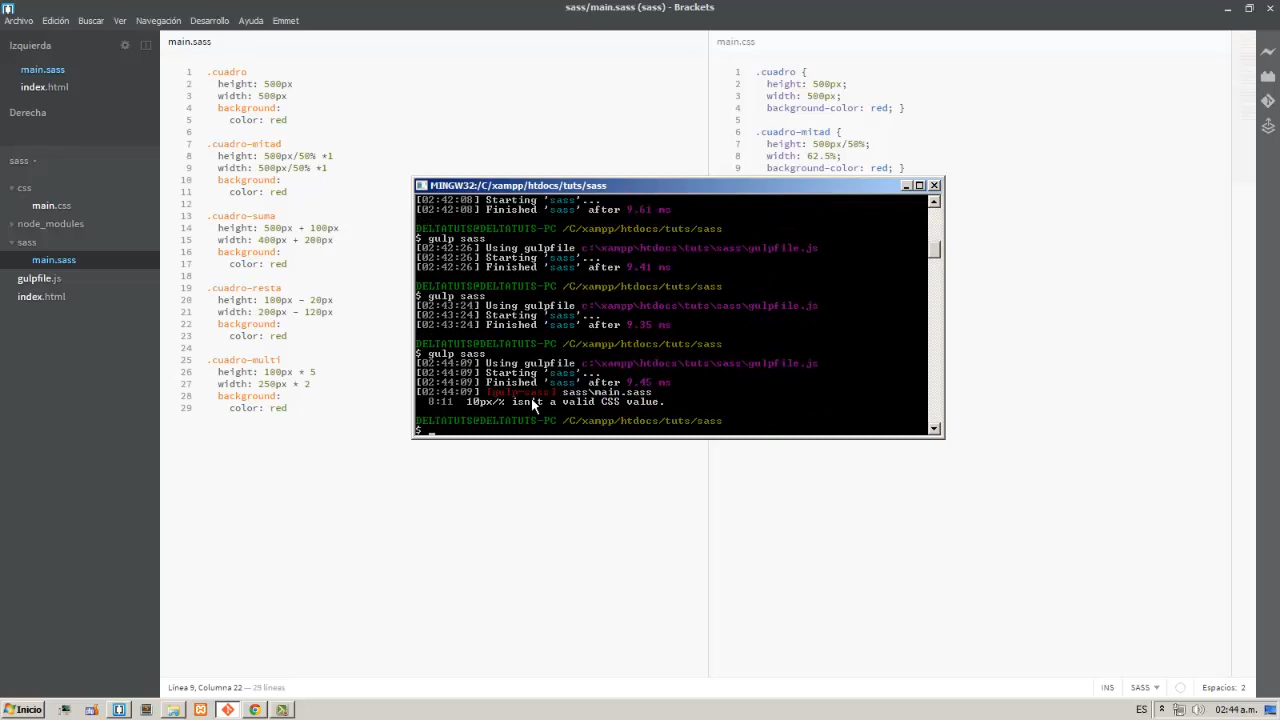 sass/main.sass (sass) - Brackets
Archivo Edición Buscar Ver Navegación Desarrollo Ayuda Emmet
Izquierda
main.sass
index.html
Derecha
sass
css
main.css
node_modules
sass
main.sass
gulpfile.js
index.html
main.sass
1 .cuadro
2 height: 500px
3 width: 500px
4 background:
5 color: red
6
7 .cuadro-mitad
8 height: 500px/50% *1
9 width: 500px/50% *1
10 background:
11 color: red
12
13 .cuadro-suma
14 height: 500px + 100px
15 width: 400px + 200px
16 background:
17 color: red
18
19 .cuadro-resta
20 height: 100px - 20px
21 width: 200px - 120px
22 background:
23 color: red
24
25 .cuadro-multi
26 height: 100px * 5
27 width: 250px * 2
28 background:
29 color: red
main.css
1 .cuadro {
2 height: 500px;
3 width: 500px;
4 background-color: red; }
5
6 .cuadro-mitad {
7 height: 500px/50%;
8 width: 62.5%;
9 background-color: red; }
MINGW32:/C/xampp/htdocs/tuts/sass
[02:42:08] Starting 'sass'...
[02:42:08] Finished 'sass' after 9.61 ms
DELTATUTS@DELTATUTS-PC /C/xampp/htdocs/tuts/sass
$ gulp sass
[02:42:26] Using gulpfile c:\xampp\htdocs\tuts\sass\gulpfile.js
[02:42:26] Starting 'sass'...
[02:42:26] Finished 'sass' after 9.41 ms
DELTATUTS@DELTATUTS-PC /C/xampp/htdocs/tuts/sass
$ gulp sass
[02:43:24] Using gulpfile c:\xampp\htdocs\tuts\sass\gulpfile.js
[02:43:24] Starting 'sass'...
[02:43:24] Finished 'sass' after 9.35 ms
DELTATUTS@DELTATUTS-PC /C/xampp/htdocs/tuts/sass
$ gulp sass
[02:44:09] Using gulpfile c:\xampp\htdocs\tuts\sass\gulpfile.js
[02:44:09] Starting 'sass'...
[02:44:09] Finished 'sass' after 9.45 ms
[02:44:09] [gulp-sass] sass\main.sass
8:11 10px/% isn't a valid CSS value.
DELTATUTS@DELTATUTS-PC /C/xampp/htdocs/tuts/sass
$ _
Línea 9, Columna 22 — 29 líneas
INS SASS Espacios: 2
Inicio
ES 02:44 a.m.